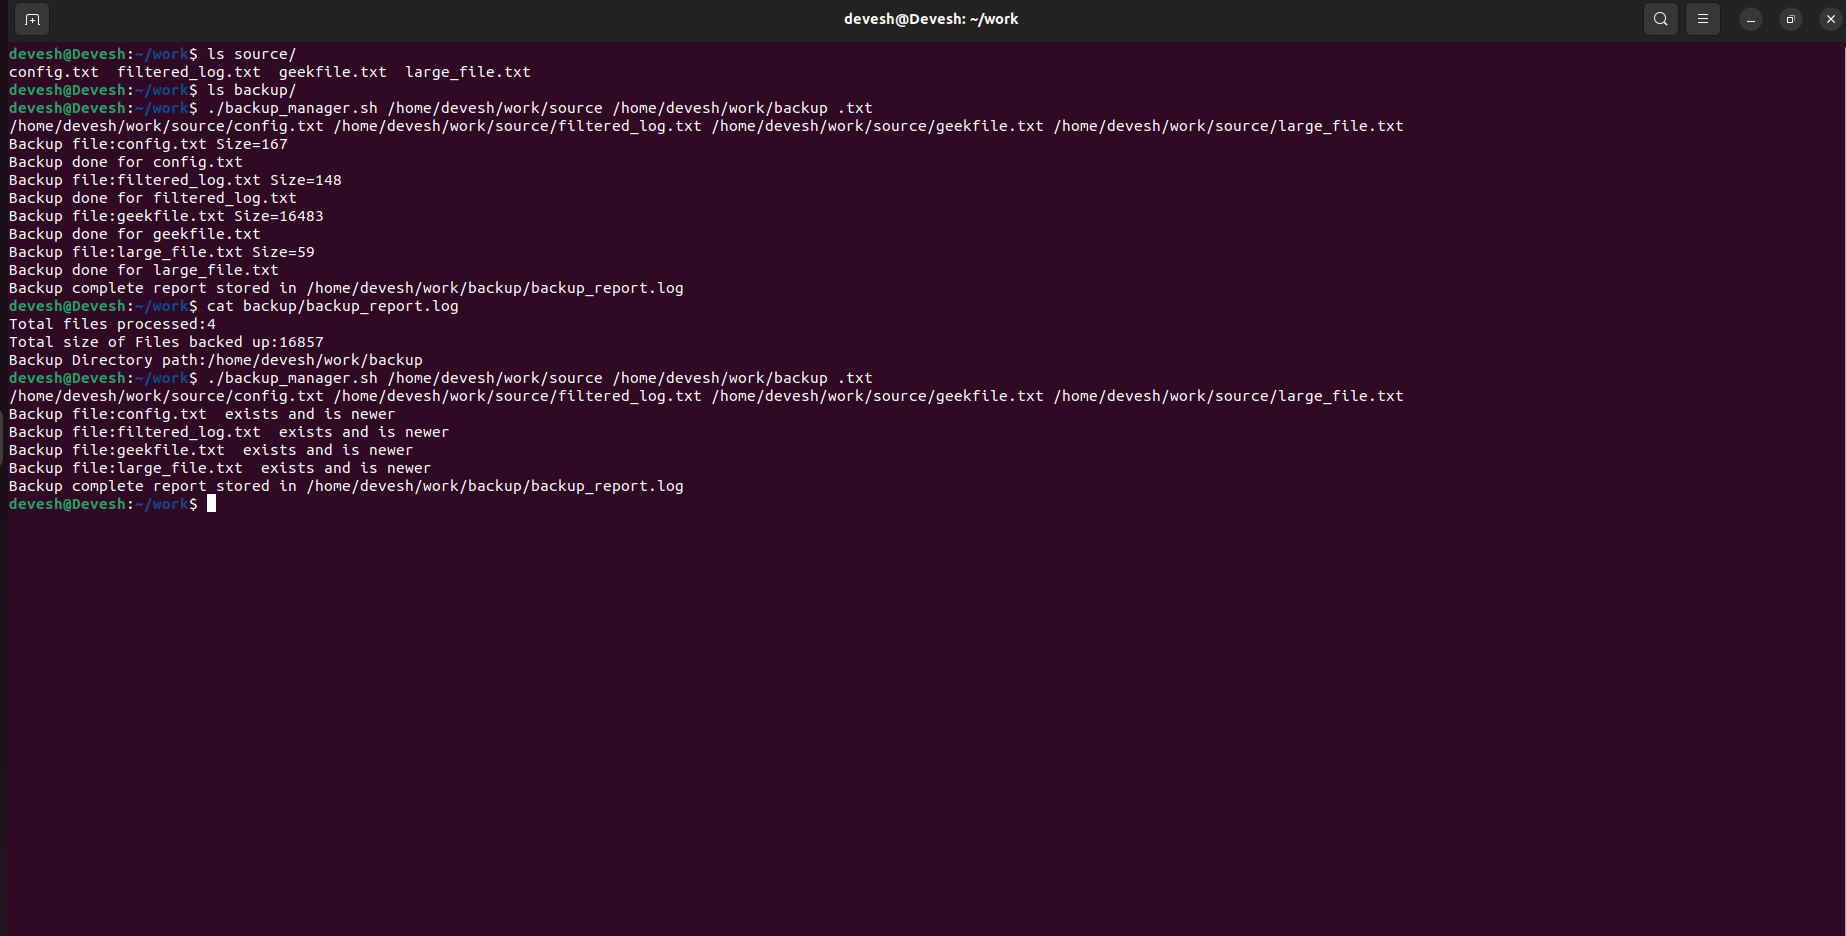 devesh@Devesh: ~/work
devesh@Devesh:~/work$ ls source/
config.txt  filtered_log.txt  geekfile.txt  large_file.txt
devesh@Devesh:~/work$ ls backup/
devesh@Devesh:~/work$ ./backup_manager.sh /home/devesh/work/source /home/devesh/work/backup .txt
/home/devesh/work/source/config.txt /home/devesh/work/source/filtered_log.txt /home/devesh/work/source/geekfile.txt /home/devesh/work/source/large_file.txt
Backup file:config.txt Size=167
Backup done for config.txt
Backup file:filtered_log.txt Size=148
Backup done for filtered_log.txt
Backup file:geekfile.txt Size=16483
Backup done for geekfile.txt
Backup file:large_file.txt Size=59
Backup done for large_file.txt
Backup complete report stored in /home/devesh/work/backup/backup_report.log
devesh@Devesh:~/work$ cat backup/backup_report.log
Total files processed:4
Total size of Files backed up:16857
Backup Directory path:/home/devesh/work/backup
devesh@Devesh:~/work$ ./backup_manager.sh /home/devesh/work/source /home/devesh/work/backup .txt
/home/devesh/work/source/config.txt /home/devesh/work/source/filtered_log.txt /home/devesh/work/source/geekfile.txt /home/devesh/work/source/large_file.txt
Backup file:config.txt  exists and is newer
Backup file:filtered_log.txt  exists and is newer
Backup file:geekfile.txt  exists and is newer
Backup file:large_file.txt  exists and is newer
Backup complete report stored in /home/devesh/work/backup/backup_report.log
devesh@Devesh:~/work$